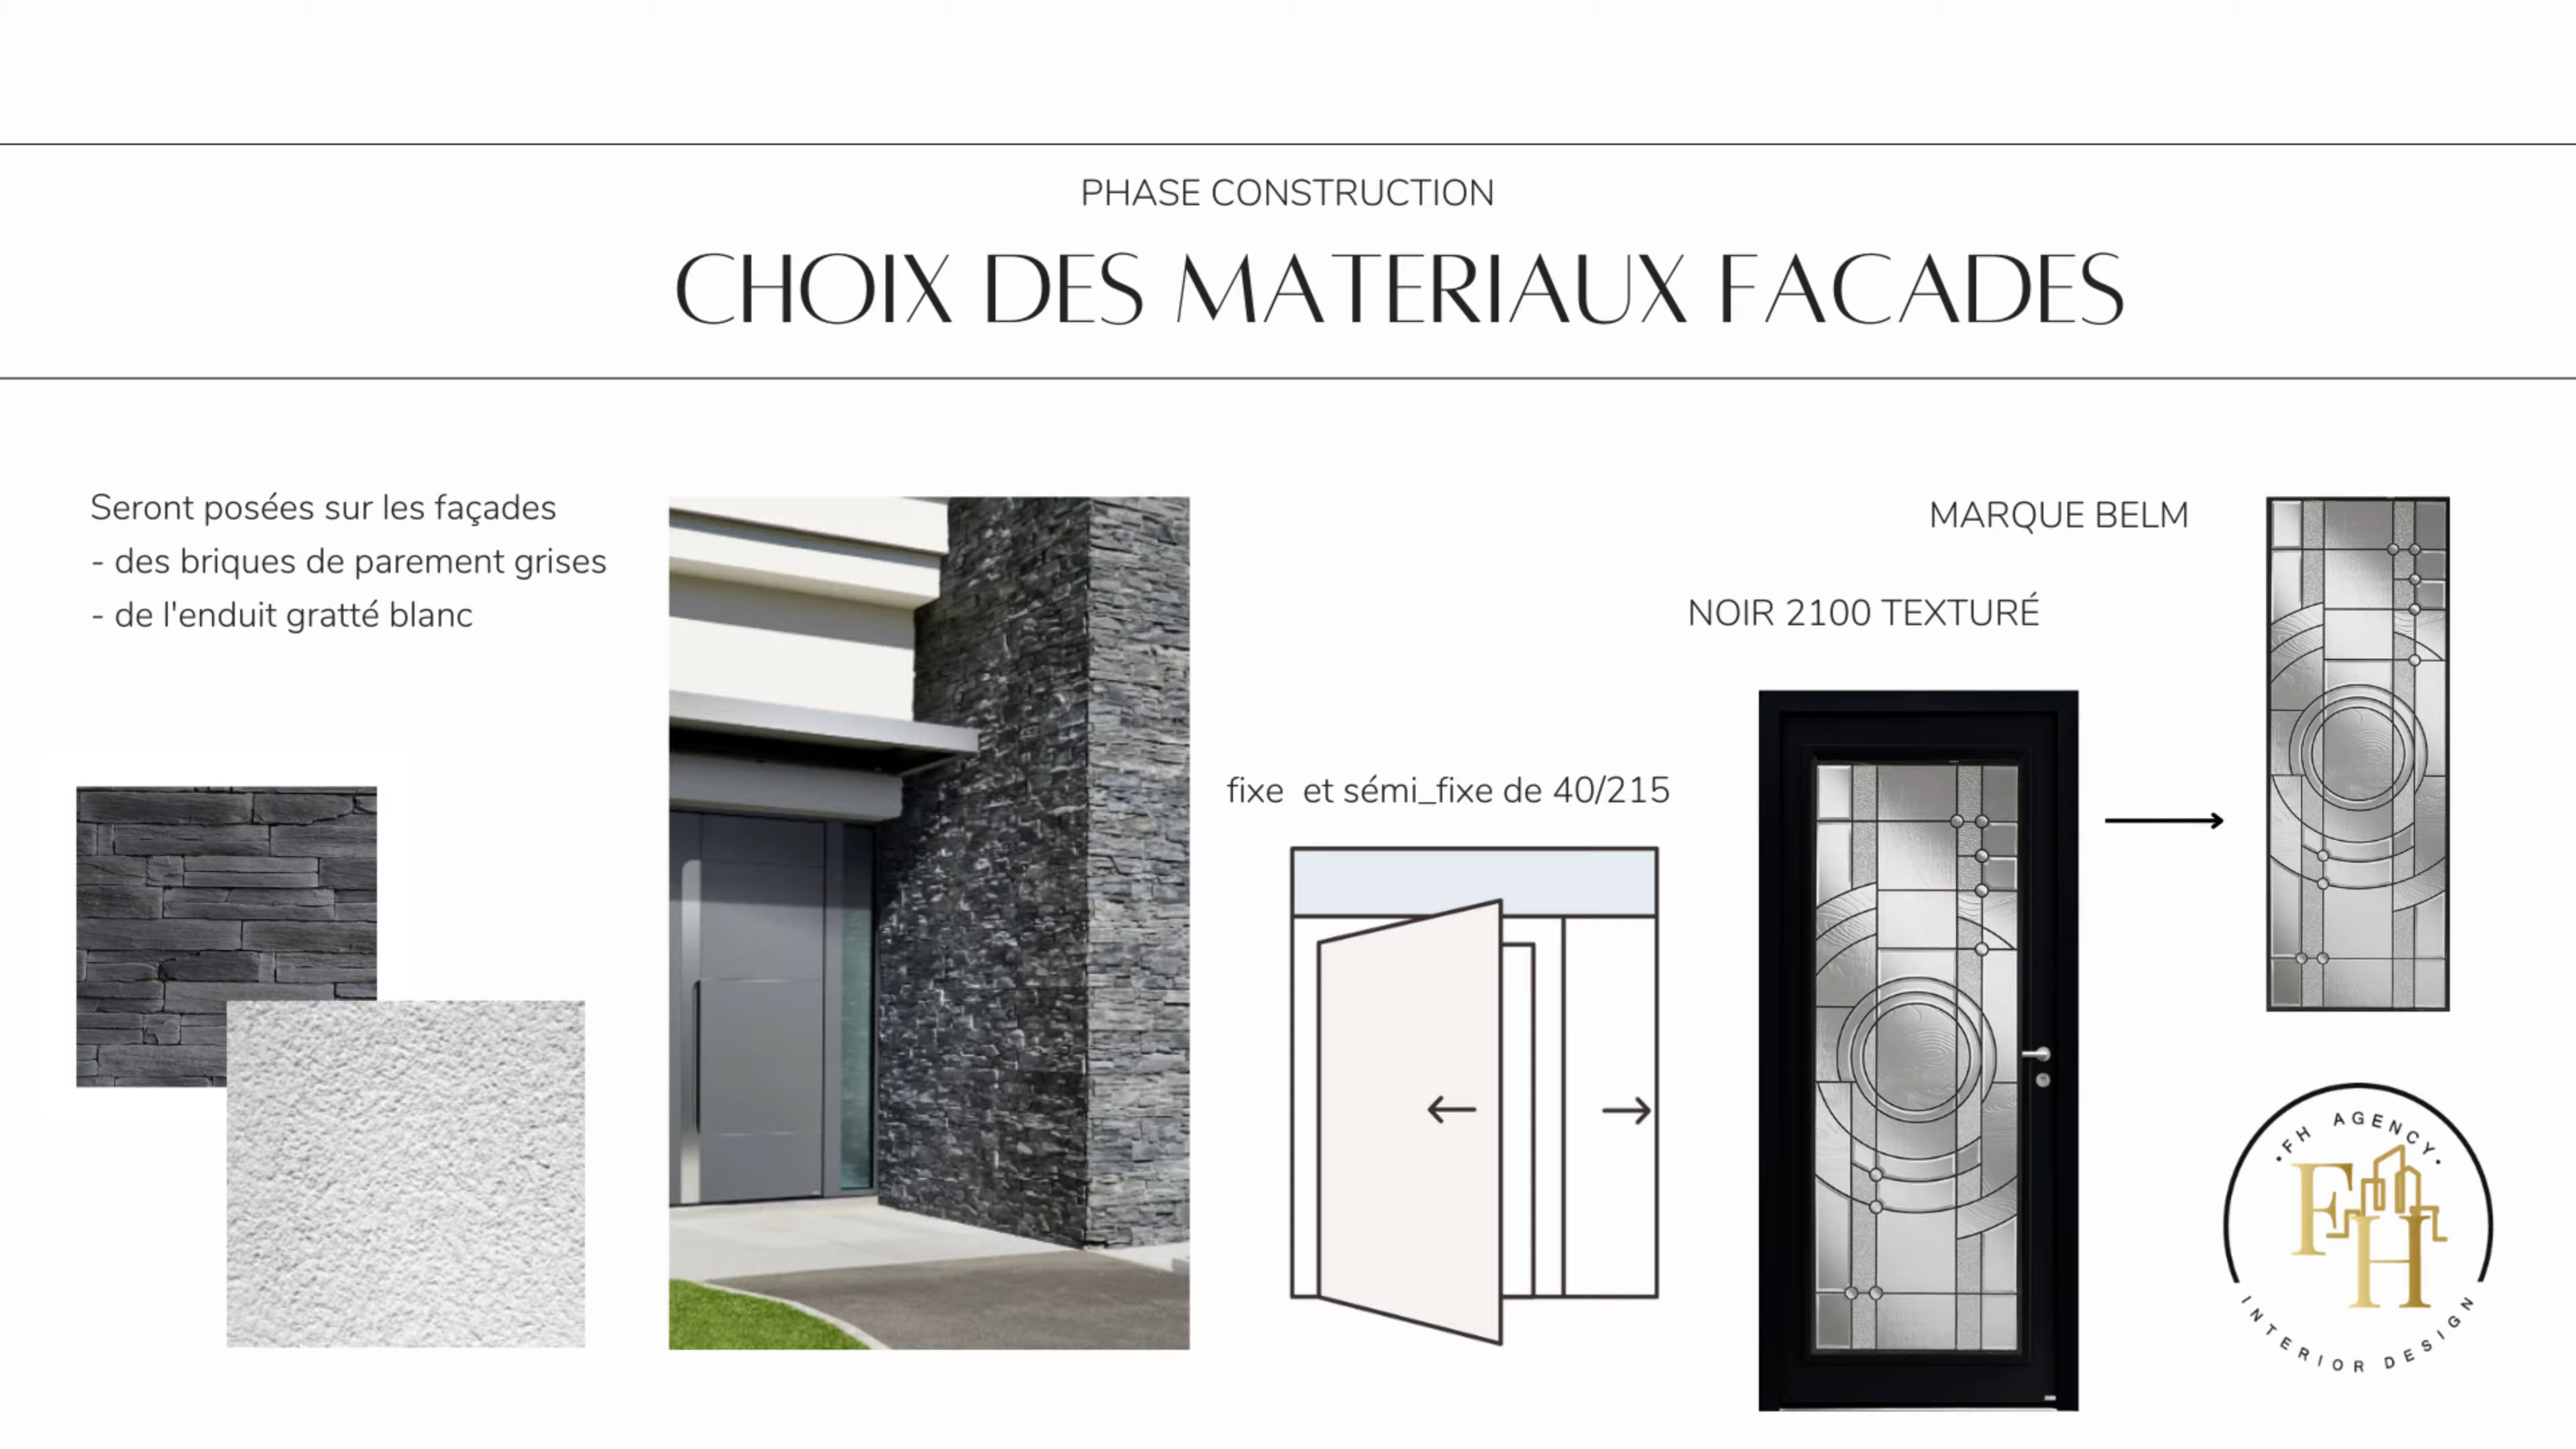 PHASE CONSTRUCTION
CHOIX DES MATERIAUX FACADES
Seront posées sur les façades
- des briques de parement grises
- de l'enduit gratté blanc
fixe  et sémi_fixe de 40/215
MARQUE BELM
NOIR 2100 TEXTURÉ
• FH AGENCY •
FH
INTERIOR DESIGN